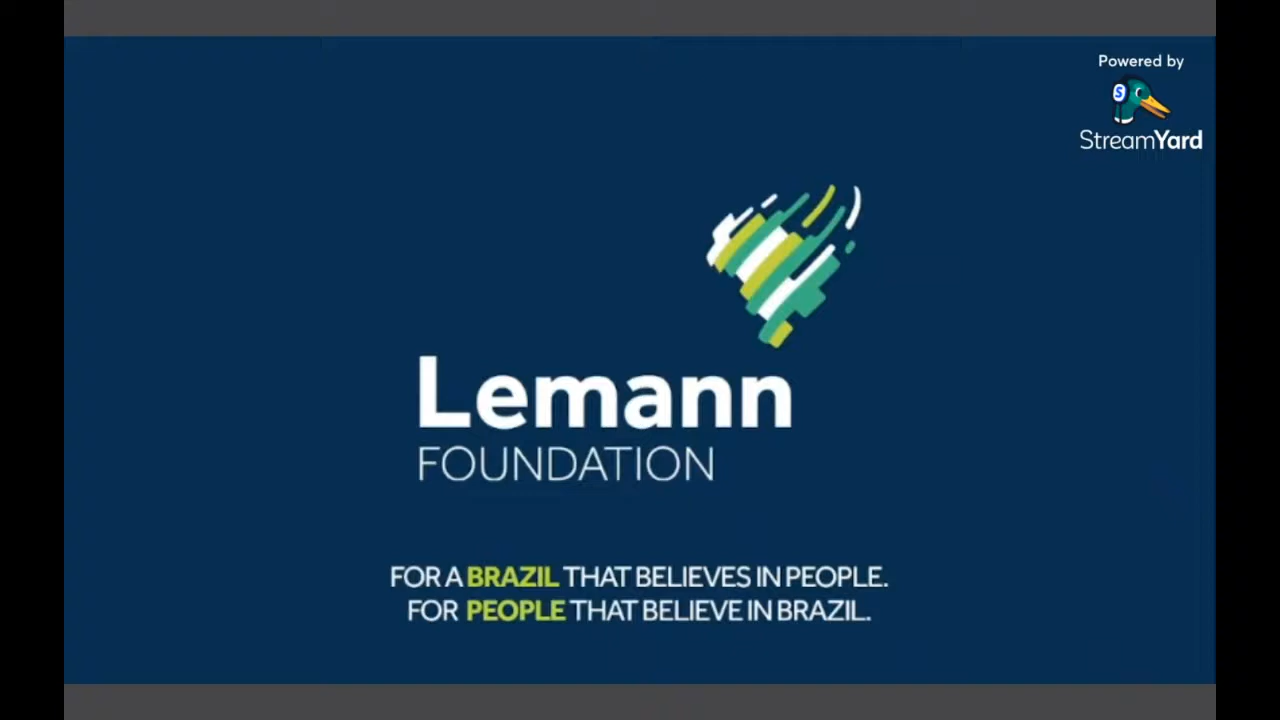 Powered by
S
StreamYard
Lemann
FOUNDATION
FOR A BRAZIL THAT BELIEVES IN PEOPLE.
FOR PEOPLE THAT BELIEVE IN BRAZIL.